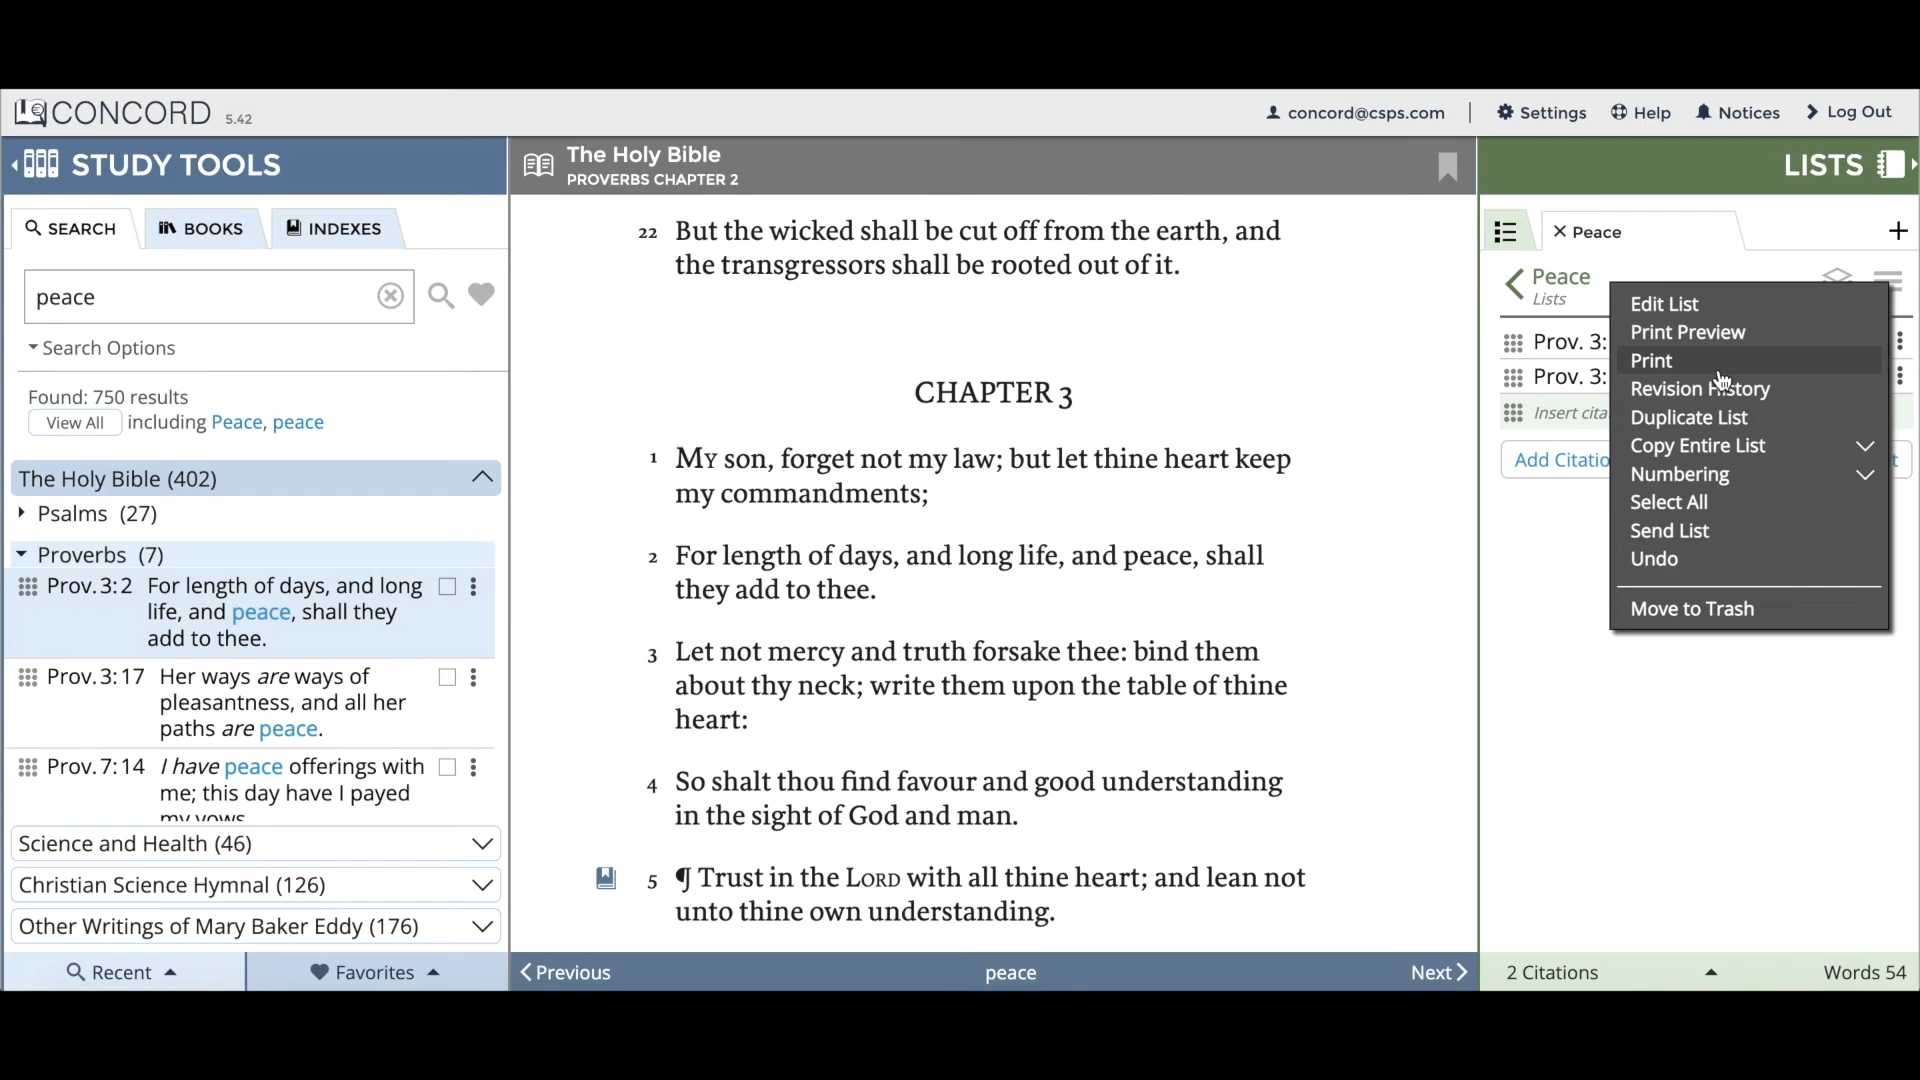 CONCORD 5.42
concord@csps.com
Settings
Help
Notices
Log Out
STUDY TOOLS
SEARCH
BOOKS
INDEXES
peace
Search Options
Found: 750 results
View All including Peace, peace
The Holy Bible (402)
Psalms (27)
Proverbs (7)
Prov. 3:2 For length of days, and long
life, and peace, shall they
add to thee.
Prov. 3:17 Her ways are ways of
pleasantness, and all her
paths are peace.
Prov. 7:14 I have peace offerings with
me; this day have I payed
my vows
Science and Health (46)
Christian Science Hymnal (126)
Other Writings of Mary Baker Eddy (176)
Recent
Favorites
The Holy Bible
PROVERBS CHAPTER 2
22 But the wicked shall be cut off from the earth, and
the transgressors shall be rooted out of it.
CHAPTER 3
1 My son, forget not my law; but let thine heart keep
my commandments;
2 For length of days, and long life, and peace, shall
they add to thee.
3 Let not mercy and truth forsake thee: bind them
about thy neck; write them upon the table of thine
heart:
4 So shalt thou find favour and good understanding
in the sight of God and man.
5 ¶ Trust in the LORD with all thine heart; and lean not
unto thine own understanding.
Previous
peace
Next
LISTS
Peace
Peace
Lists
Prov. 3:
Prov. 3:
Insert cita
Add Citatio
t
Edit List
Print Preview
Print
Revision History
Duplicate List
Copy Entire List
Numbering
Select All
Send List
Undo
Move to Trash
2 Citations
Words 54